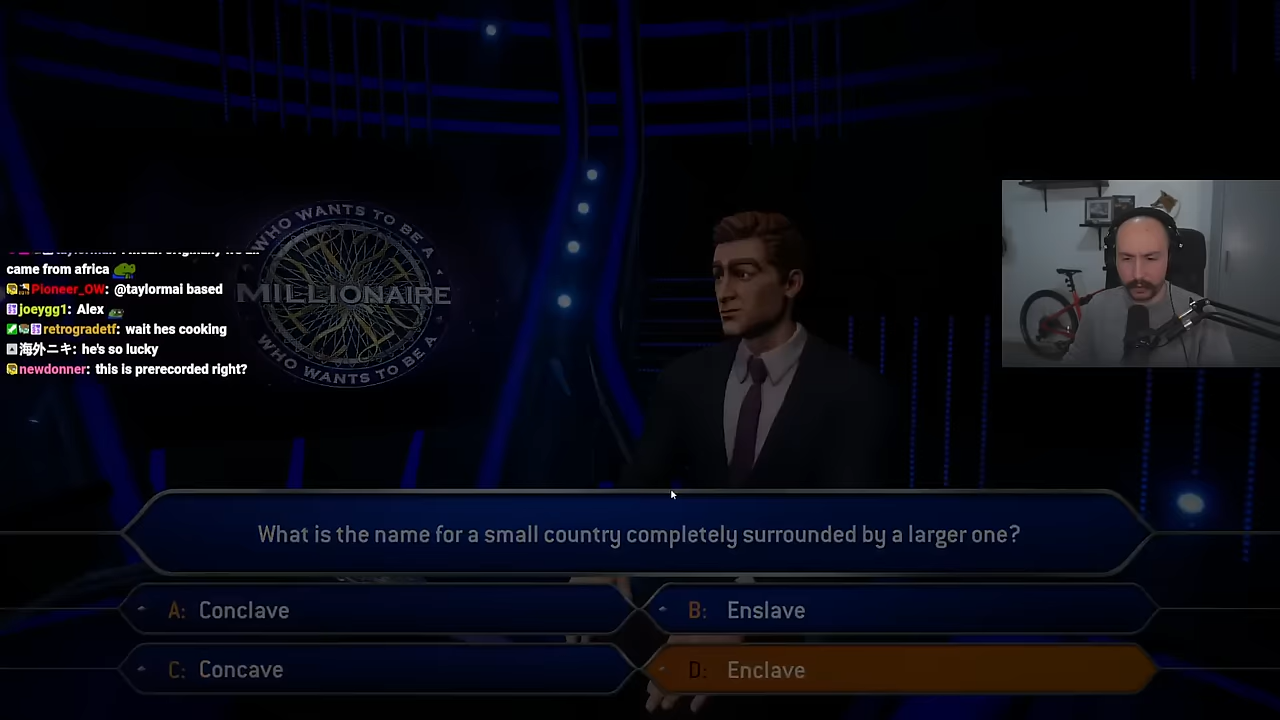 WHO WANTS TO BE A
MILLIONAIRE
WHO WANTS TO BE A
came from africa
Pioneer_OW: @taylormai based
joeygg1: Alex
retrogradetf: wait hes cooking
海外ニキ: he's so lucky
newdonner: this is prerecorded right?
What is the name for a small country completely surrounded by a larger one?
A: Conclave
B: Enslave
C: Concave
D: Enclave